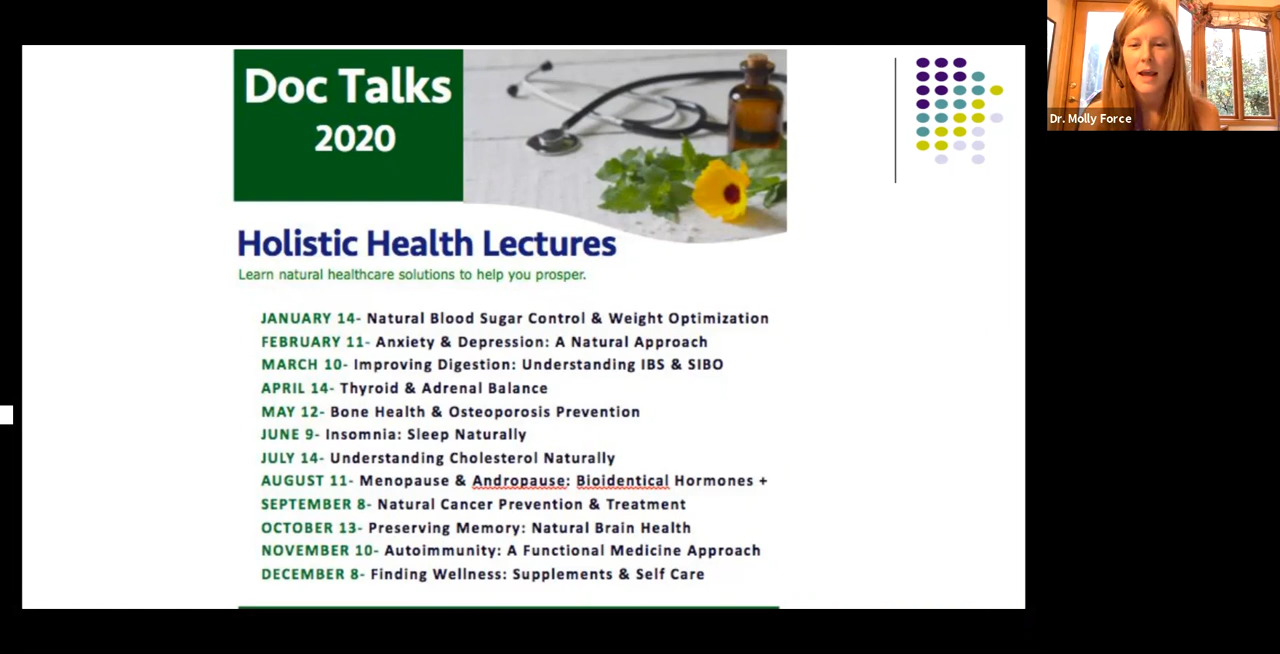 Doc Talks
2020
Holistic Health Lectures
Learn natural healthcare solutions to help you prosper.
JANUARY 14- Natural Blood Sugar Control & Weight Optimization
FEBRUARY 11- Anxiety & Depression: A Natural Approach
MARCH 10- Improving Digestion: Understanding IBS & SIBO
APRIL 14- Thyroid & Adrenal Balance
MAY 12- Bone Health & Osteoporosis Prevention
JUNE 9- Insomnia: Sleep Naturally
JULY 14- Understanding Cholesterol Naturally
AUGUST 11- Menopause & Andropause: Bioidentical Hormones +
SEPTEMBER 8- Natural Cancer Prevention & Treatment
OCTOBER 13- Preserving Memory: Natural Brain Health
NOVEMBER 10- Autoimmunity: A Functional Medicine Approach
DECEMBER 8- Finding Wellness: Supplements & Self Care
Dr. Molly Force